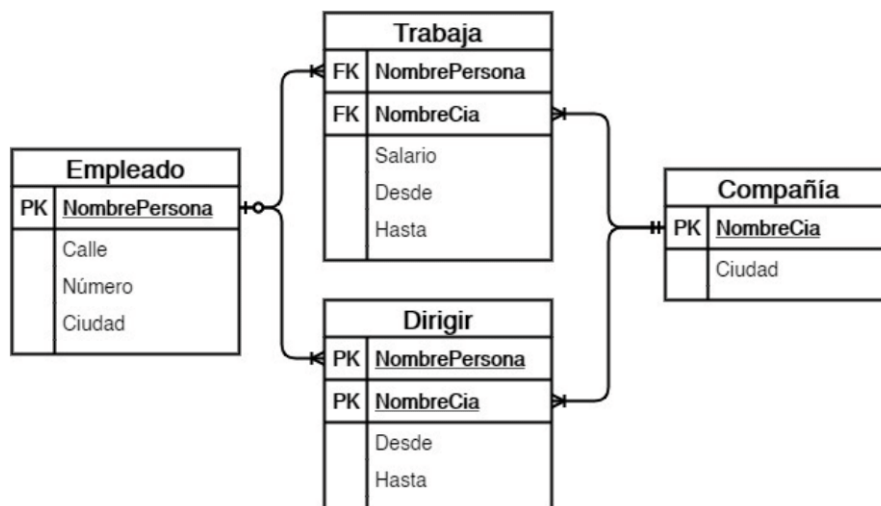 Trabaja
FK NombrePersona
FK NombreCia
Salario
Desde
Hasta
Empleado
PK NombrePersona
Calle
Número
Ciudad
Compañía
PK NombreCia
Ciudad
Dirigir
PK NombrePersona
PK NombreCia
Desde
Hasta